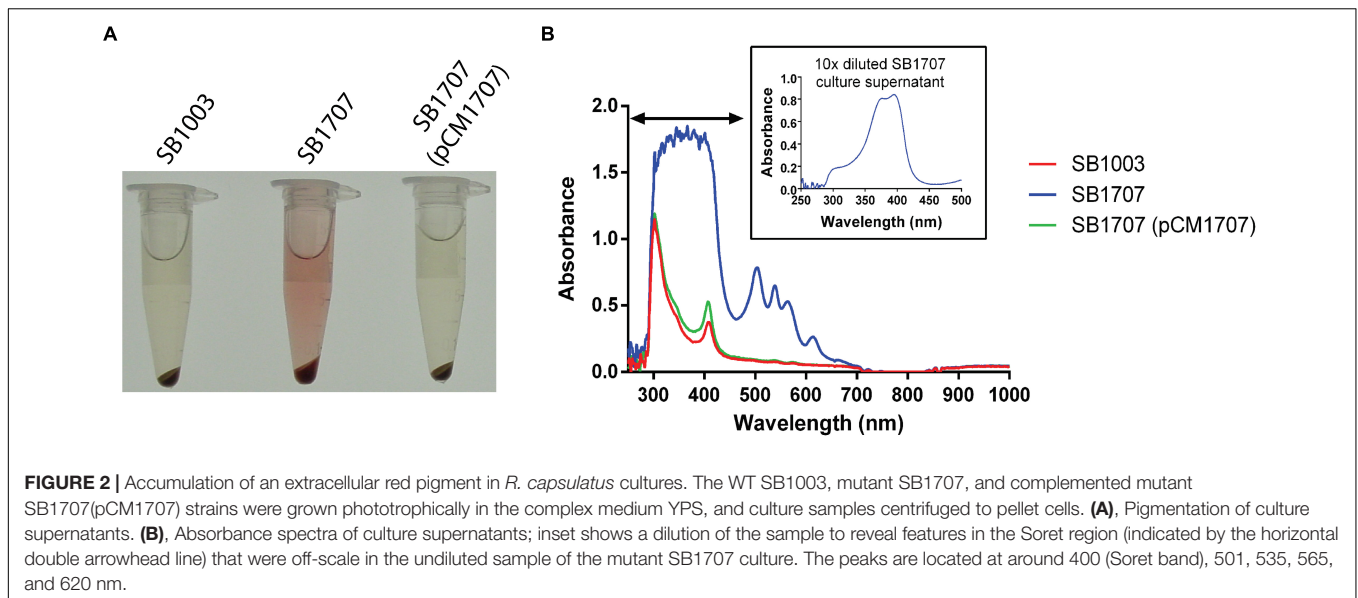 A
SB1003
SB1707
SB1707
(pCM1707)
B
10x diluted SB1707
culture supernatant
1.0
0.8
0.6
0.4
0.2
0.0
Absorbance
250 300 350 400 450 500
Wavelength (nm)
2.0
1.5
1.0
0.5
0.0
Absorbance
300 400 500 600 700 800 900 1000
Wavelength (nm)
SB1003
SB1707
SB1707 (pCM1707)
FIGURE 2 | Accumulation of an extracellular red pigment in R. capsulatus cultures. The WT SB1003, mutant SB1707, and complemented mutant
SB1707(pCM1707) strains were grown phototrophically in the complex medium YPS, and culture samples centrifuged to pellet cells. (A), Pigmentation of culture
supernatants. (B), Absorbance spectra of culture supernatants; inset shows a dilution of the sample to reveal features in the Soret region (indicated by the horizontal
double arrowhead line) that were off-scale in the undiluted sample of the mutant SB1707 culture. The peaks are located at around 400 (Soret band), 501, 535, 565,
and 620 nm.